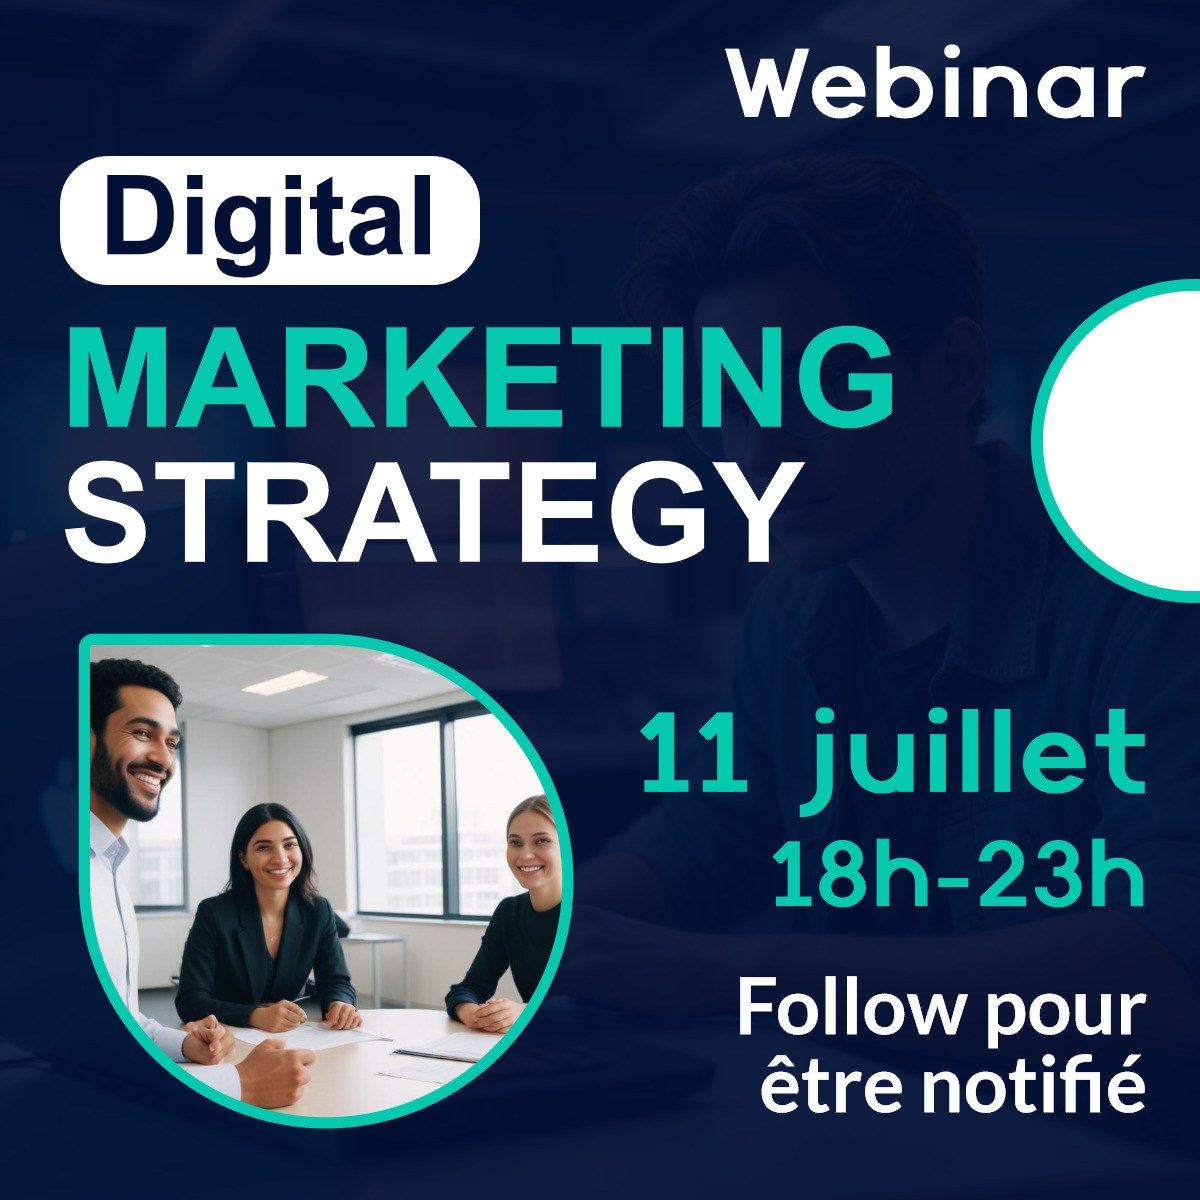 Webinar
Digital
MARKETING
STRATEGY
11 juillet
18h-23h
Follow pour
être notifié